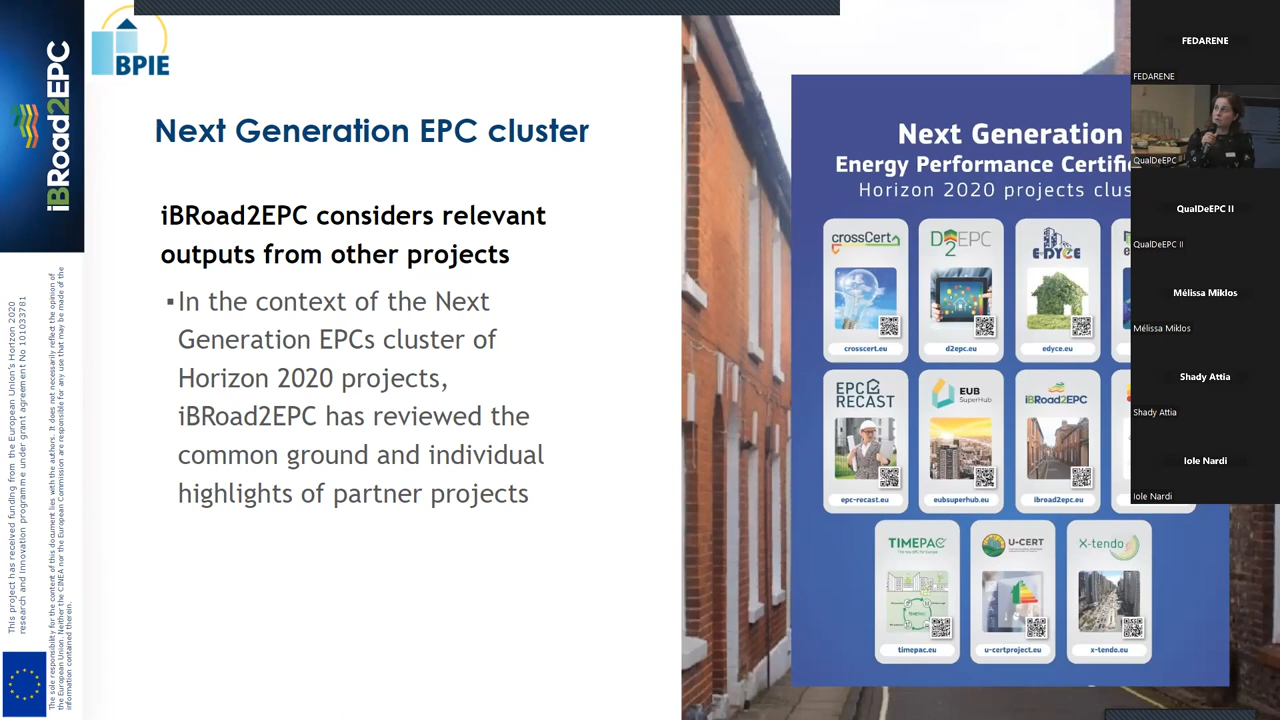 BPIE
iBRoad2EPC
Next Generation EPC cluster
iBRoad2EPC considers relevant
outputs from other projects
▪In the context of the Next
Generation EPCs cluster of
Horizon 2020 projects,
iBRoad2EPC has reviewed the
common ground and individual
highlights of partner projects
This project has received funding from the European Union's Horizon 2020
research and innovation programme under grant agreement No 101033781
The sole responsibility for the content of this document lies with the authors. It does not necessarily reflect the opinion of
the European Union. Neither the CINEA nor the European Commission are responsible for any use that may be made of the
information contained therein.
Next Generation
Energy Performance
Horizon 2020 projects
crossCert
D2EPC
E-DYCE
crosscert.eu
d2epc.eu
edyce.eu
EPC
RECAST
EUB
SuperHub
iBRoad2EPC
epc-recast.eu
eubsuperhub.eu
ibroad2epc.eu
TIMEPAC
U-CERT
X-tendo
timepac.eu
u-certproject.eu
x-tendo.eu
FEDARENE
FEDARENE
QualDeEPC
QualDeEPC II
QualDeEPC II
Mélissa Miklos
Mélissa Miklos
Shady Attia
Shady Attia
Iole Nardi
Iole Nardi